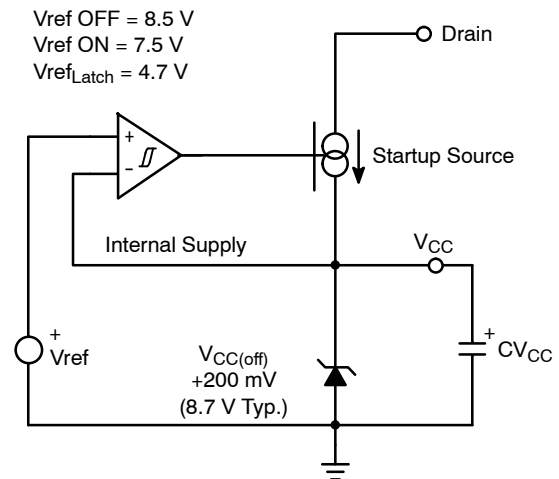 Vref OFF = 8.5 V
Vref ON = 7.5 V
VrefLatch = 4.7 V
Drain
+
-
Startup Source
Internal Supply
VCC
+
Vref
VCC(off)
+200 mV
(8.7 V Typ.)
+
CVCC